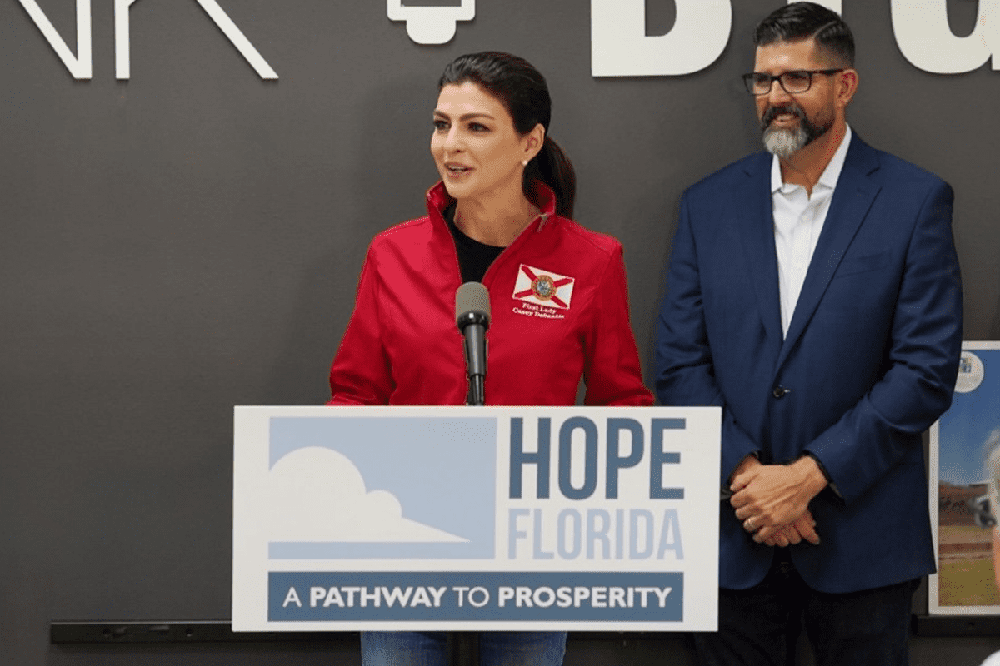 First Lady
Casey DeSantis
HOPE
FLORIDA
A PATHWAY TO PROSPERITY